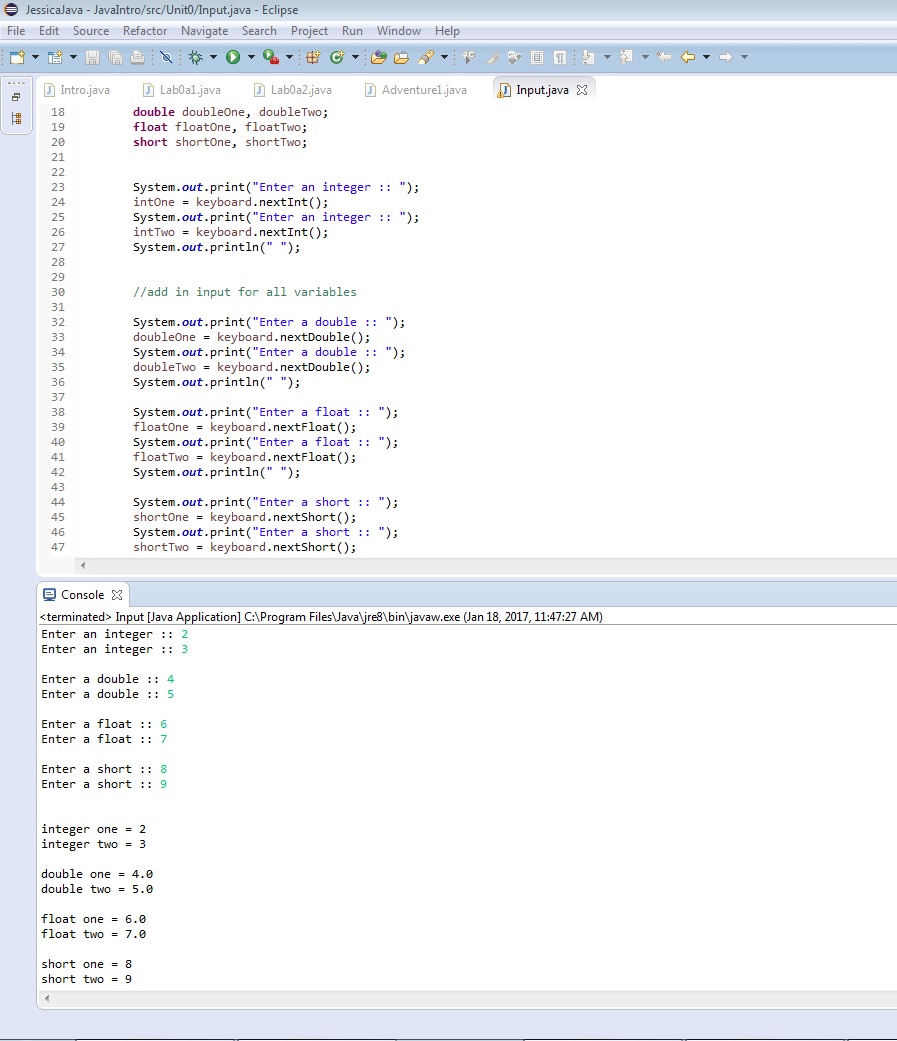 JessicaJava - JavaIntro/src/Unit0/Input.java - Eclipse
File Edit Source Refactor Navigate Search Project Run Window Help
Intro.java Lab0a1.java Lab0a2.java Adventure1.java Input.java
18 double doubleOne, doubleTwo;
19 float floatOne, floatTwo;
20 short shortOne, shortTwo;
21
22
23 System.out.print("Enter an integer :: ");
24 intOne = keyboard.nextInt();
25 System.out.print("Enter an integer :: ");
26 intTwo = keyboard.nextInt();
27 System.out.println(" ");
28
29
30 //add in input for all variables
31
32 System.out.print("Enter a double :: ");
33 doubleOne = keyboard.nextDouble();
34 System.out.print("Enter a double :: ");
35 doubleTwo = keyboard.nextDouble();
36 System.out.println(" ");
37
38 System.out.print("Enter a float :: ");
39 floatOne = keyboard.nextFloat();
40 System.out.print("Enter a float :: ");
41 floatTwo = keyboard.nextFloat();
42 System.out.println(" ");
43
44 System.out.print("Enter a short :: ");
45 shortOne = keyboard.nextShort();
46 System.out.print("Enter a short :: ");
47 shortTwo = keyboard.nextShort();
Console
<terminated> Input [Java Application] C:\Program Files\Java\jre8\bin\javaw.exe (Jan 18, 2017, 11:47:27 AM)
Enter an integer :: 2
Enter an integer :: 3
Enter a double :: 4
Enter a double :: 5
Enter a float :: 6
Enter a float :: 7
Enter a short :: 8
Enter a short :: 9
integer one = 2
integer two = 3
double one = 4.0
double two = 5.0
float one = 6.0
float two = 7.0
short one = 8
short two = 9